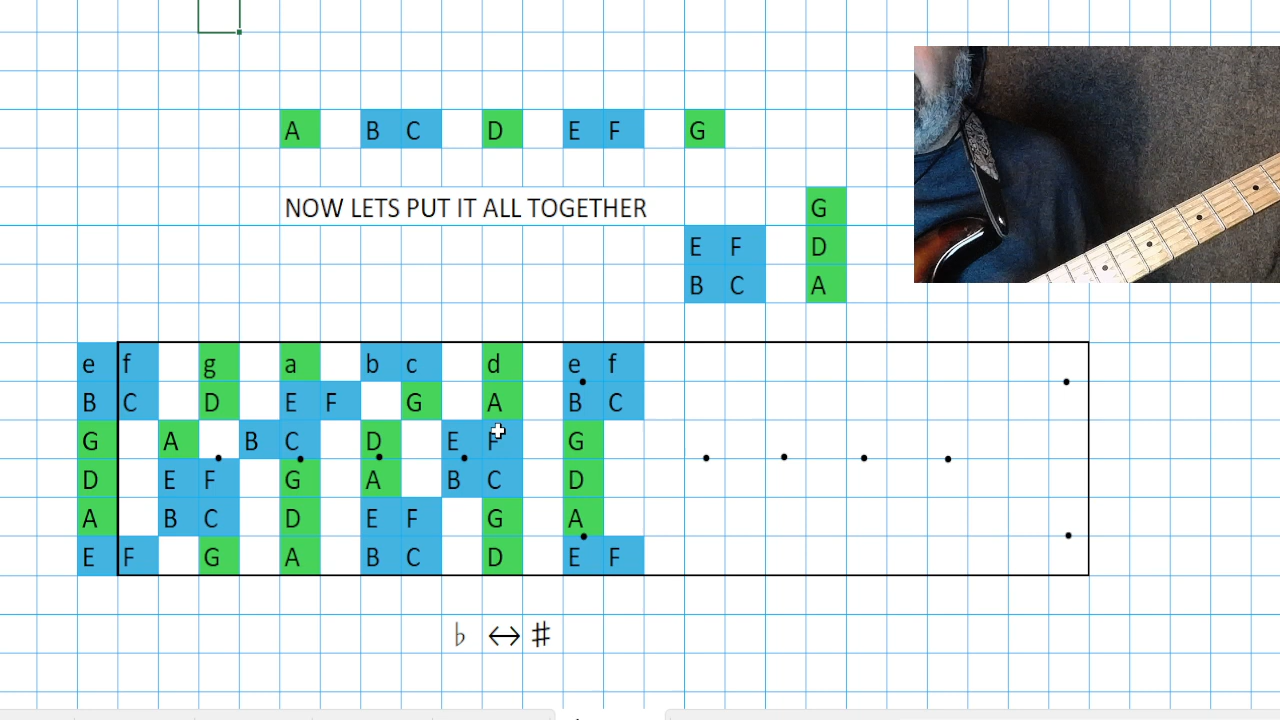 A B C D E F G
NOW LETS PUT IT ALL TOGETHER
G
E F D
B C A
e f g a b c d e f
B C D E F G A B C
G A B C D E F G
D E F G A B C D
A B C D E F G A
E F G A B C D E F
♭ ↔ ♯